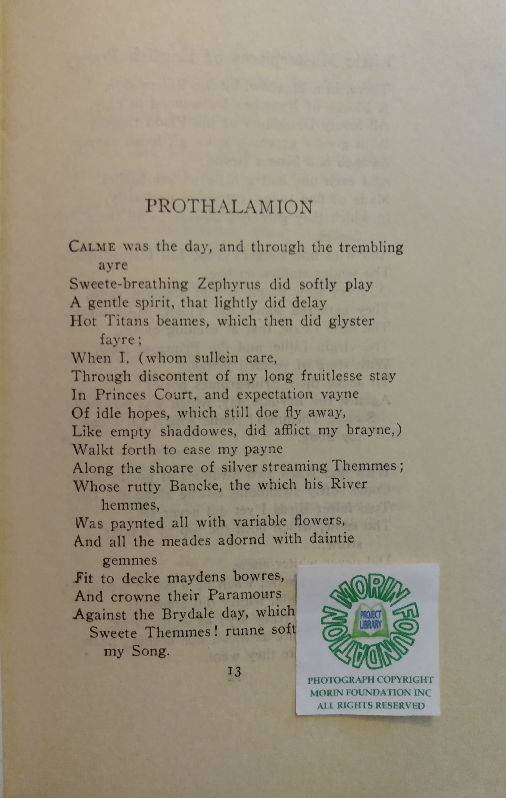 PROTHALAMION
CALME was the day, and through the trembling
ayre
Sweete-breathing Zephyrus did softly play
A gentle spirit, that lightly did delay
Hot Titans beames, which then did glyster
fayre;
When I, (whom sullein care,
Through discontent of my long fruitlesse stay
In Princes Court, and expectation vayne
Of idle hopes, which still doe fly away,
Like empty shaddowes, did afflict my brayne,)
Walkt forth to ease my payne
Along the shoare of silver streaming Themmes;
Whose rutty Bancke, the which his River
hemmes,
Was paynted all with variable flowers,
And all the meades adornd with daintie
gemmes
Fit to decke maydens bowres,
And crowne their Paramours
Against the Brydale day, which
Sweete Themmes! runne soft
my Song.
13
MORIN FOUNDATION
PROJECT
LIBRARY
PHOTOGRAPH COPYRIGHT
MORIN FOUNDATION INC
ALL RIGHTS RESERVED